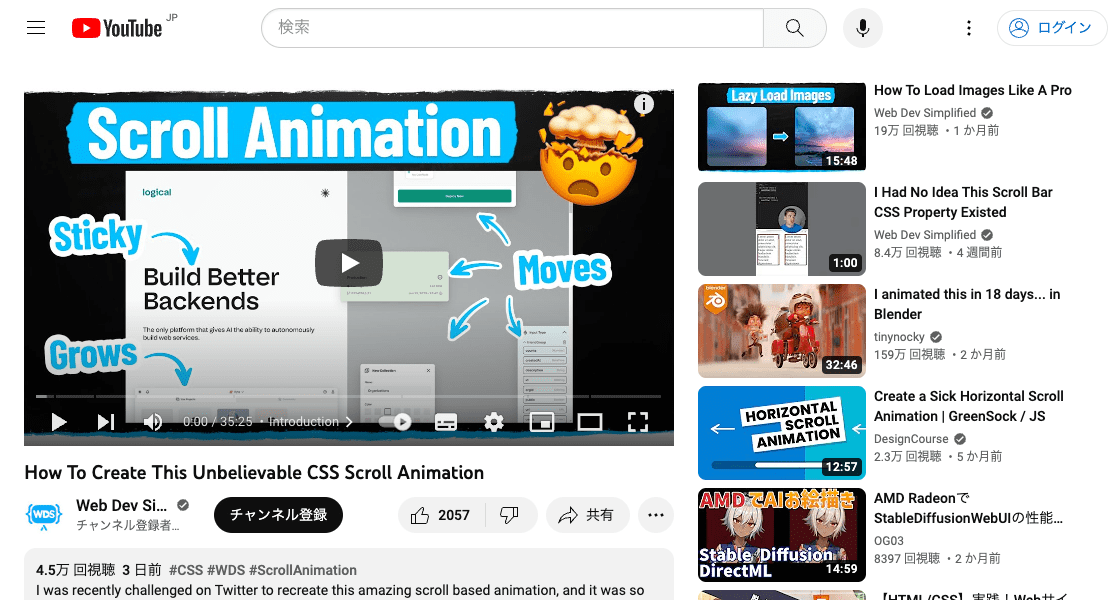 YouTube JP
検索
ログイン
Scroll Animation
logical
Sticky
Build Better
Backends
The only platform that gives AI the ability to autonomously
build web services.
Moves
Grows
0:00 / 35:25 • Introduction
How To Create This Unbelievable CSS Scroll Animation
WDS
Web Dev Si...
チャンネル登録者...
チャンネル登録
2057
共有
4.5万 回視聴 3 日前 #CSS #WDS #ScrollAnimation
I was recently challenged on Twitter to recreate this amazing scroll based animation, and it was so
Lazy Load Images
15:48
How To Load Images Like A Pro
Web Dev Simplified
19万 回視聴 • 1 か月前
1:00
I Had No Idea This Scroll Bar
CSS Property Existed
Web Dev Simplified
8.4万 回視聴 • 4 週間前
blender
32:46
I animated this in 18 days... in
Blender
tinynocky
159万 回視聴 • 2 か月前
HORIZONTAL
SCROLL
ANIMATION
12:57
Create a Sick Horizontal Scroll
Animation | GreenSock / JS
DesignCourse
2.3万 回視聴 • 5 か月前
AMDでAIお絵描き
Stable Diffusion
DirectML
14:59
AMD Radeonで
StableDiffusionWebUIの性能...
OG03
8397 回視聴 • 2 か月前
【HTML/CSS】実践！Webサイ